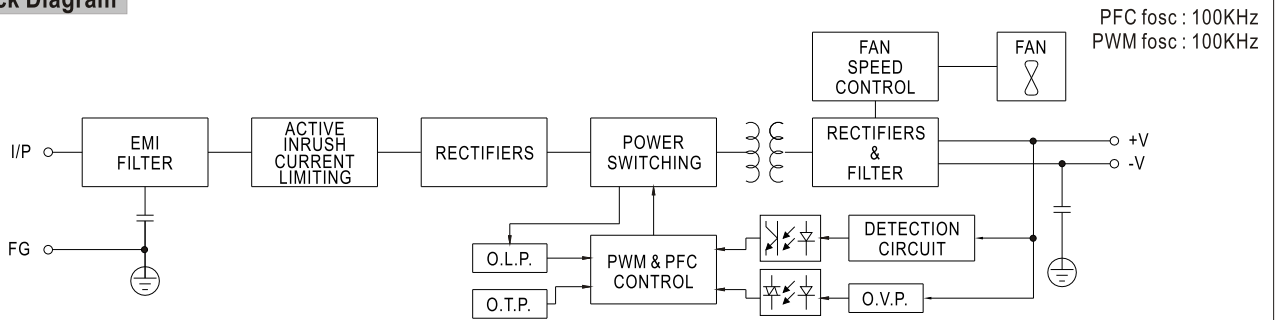 ck Diagram
PFC fosc : 100KHz
PWM fosc : 100KHz
FAN
SPEED
CONTROL
FAN
I/P
EMI
FILTER
ACTIVE
INRUSH
CURRENT
LIMITING
RECTIFIERS
POWER
SWITCHING
RECTIFIERS
&
FILTER
+V
-V
FG
O.L.P.
O.T.P.
PWM & PFC
CONTROL
DETECTION
CIRCUIT
O.V.P.